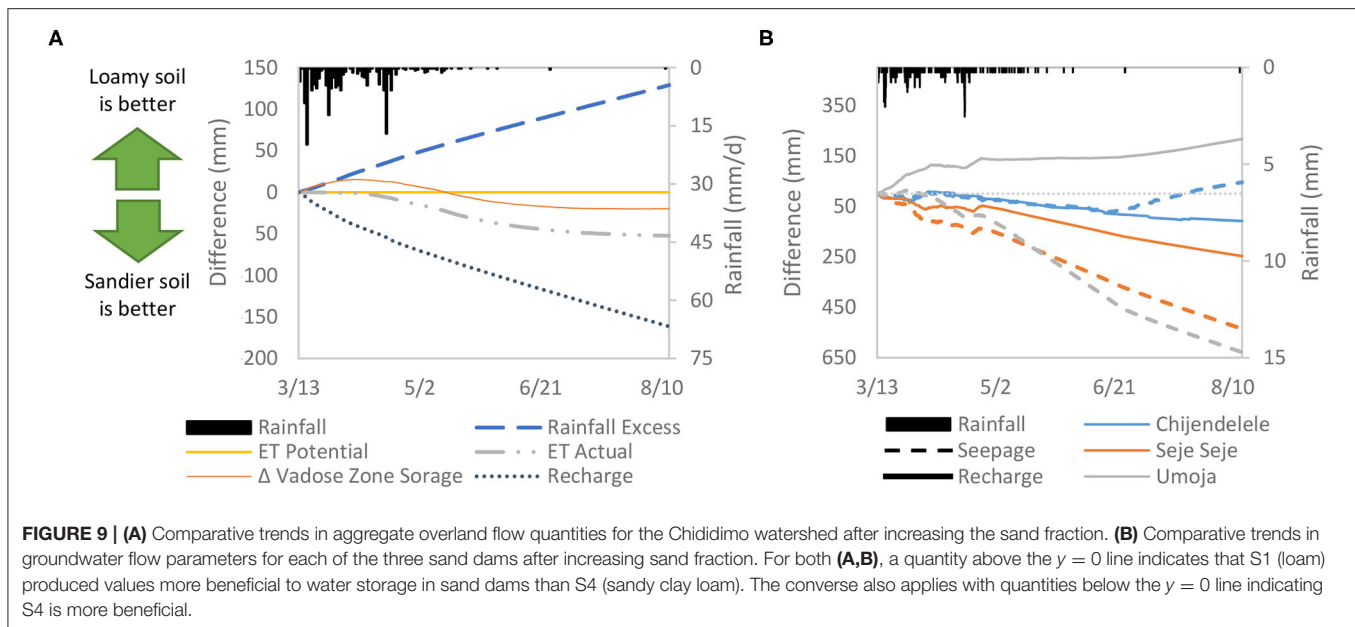 A
Loamy soil
is better
Sandier soil
is better
Difference (mm)
150
100
50
0
50
100
150
200
0
15
30
45
60
75
Rainfall (mm/d)
3/13 5/2 6/21 8/10
Rainfall Rainfall Excess
ET Potential ET Actual
Δ Vadose Zone Sorage Recharge
B
Difference (mm)
350
150
50
250
450
650
0
5
10
15
Rainfall (mm)
3/13 5/2 6/21 8/10
Rainfall Chijendelele
Seepage Seje Seje
Recharge Umoja
FIGURE 9 | (A) Comparative trends in aggregate overland flow quantities for the Chididimo watershed after increasing the sand fraction. (B) Comparative trends in
groundwater flow parameters for each of the three sand dams after increasing sand fraction. For both (A,B), a quantity above the y = 0 line indicates that S1 (loam)
produced values more beneficial to water storage in sand dams than S4 (sandy clay loam). The converse also applies with quantities below the y = 0 line indicating
S4 is more beneficial.